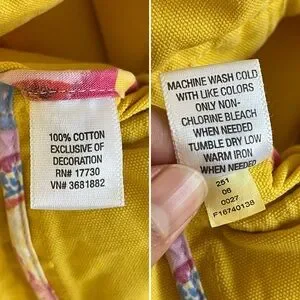 100% COTTON
EXCLUSIVE OF
DECORATION
RN# 17730
VN# 3681882
MACHINE WASH COLD
WITH LIKE COLORS
ONLY NON-
CHLORINE BLEACH
WHEN NEEDED
TUMBLE DRY LOW
WARM IRON
WHEN NEEDED
251
06
0027
F16740138